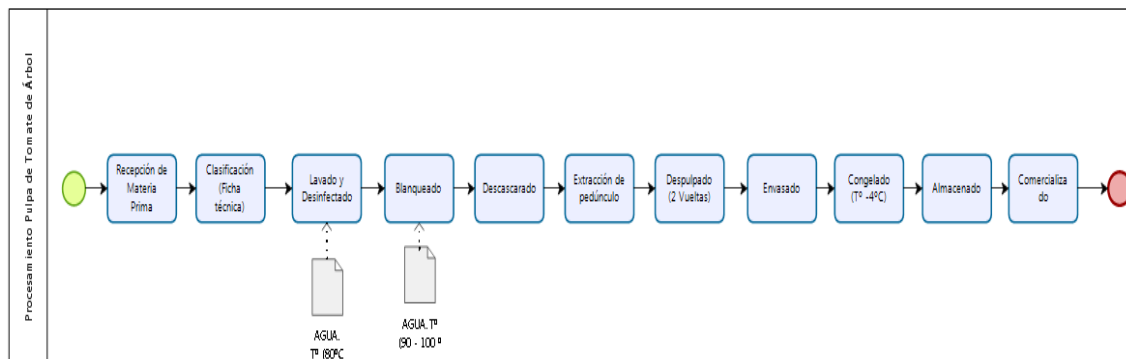 Procesamiento Pulpa de Tomate de Árbol
Recepción de
Materia
Prima
Clasificación
(Ficha
técnica)
Lavado y
Desinfectado
Blanqueado
Descascarado
Extracción de
pedúnculo
Despulpado
(2 Vueltas)
Envasado
Congelado
(Tº -4ºC)
Almacenado
Comercializa
do
AGUA.
Tº (80ºC
AGUA. Tº
(90 - 100 º